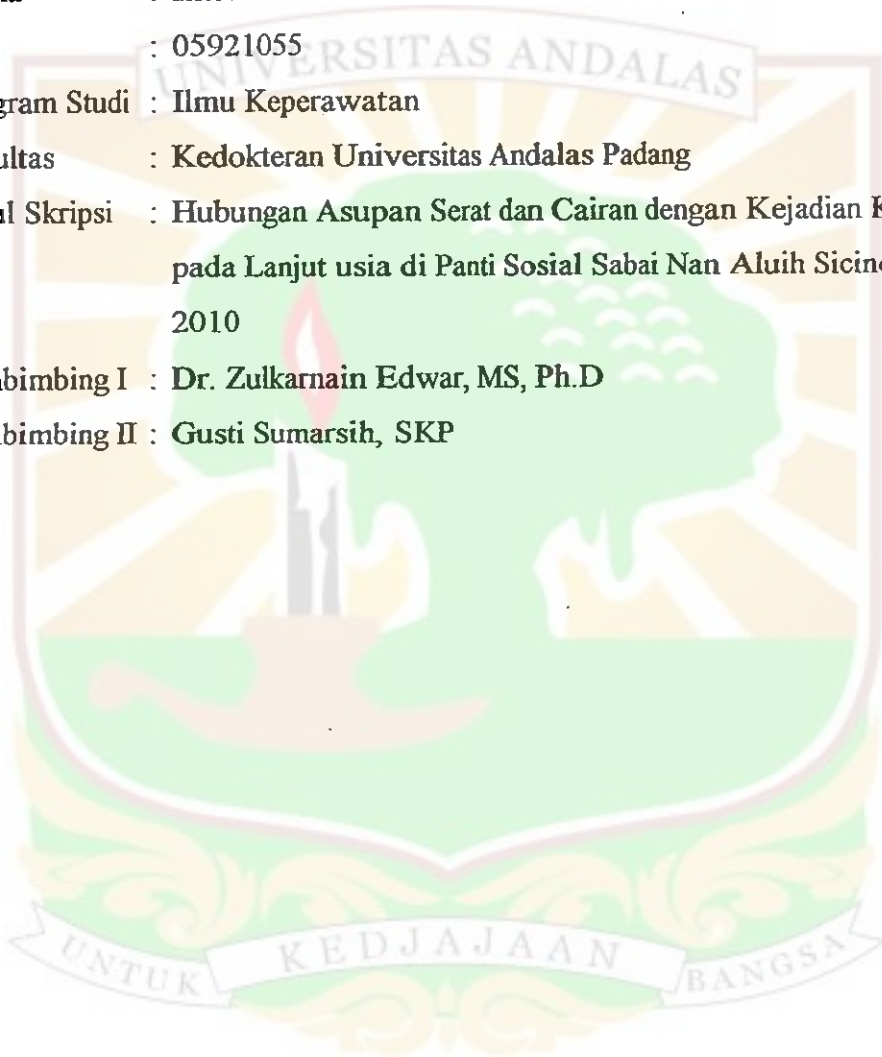 : 05921055
gram Studi : Ilmu Keperawatan
ultas : Kedokteran Universitas Andalas Padang
ul Skripsi : Hubungan Asupan Serat dan Cairan dengan Kejadian K
pada Lanjut usia di Panti Sosial Sabai Nan Aluih Sicin
2010
bimbing I : Dr. Zulkarnain Edwar, MS, Ph.D
bimbing II : Gusti Sumarsih, SKP
UNIVERSITAS ANDALAS
UNTUK KEDJAJAAN BANGSA